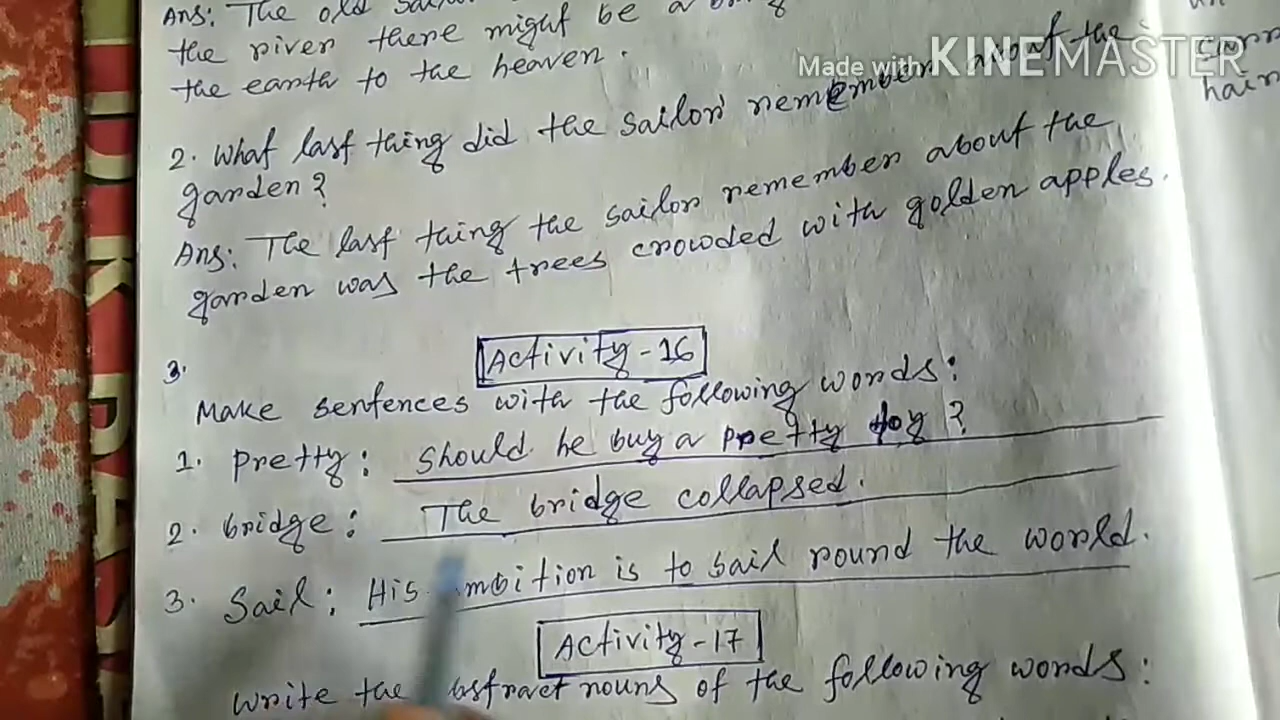 Ans: The old
the river there might be a
the earth to the heaven.
Made with KINEMASTER
2. What last thing did the sailor remember about the
garden?
Ans: The last thing the sailor remember about the
garden was the trees crowded with golden apples.
3.
Activity-16
Make sentences with the following words:
1. pretty: Should he buy a pretty toy?
2. bridge: The bridge collapsed.
3. Sail: His ambition is to sail round the world.
Activity-17
Write the abstract nouns of the following words:
hair